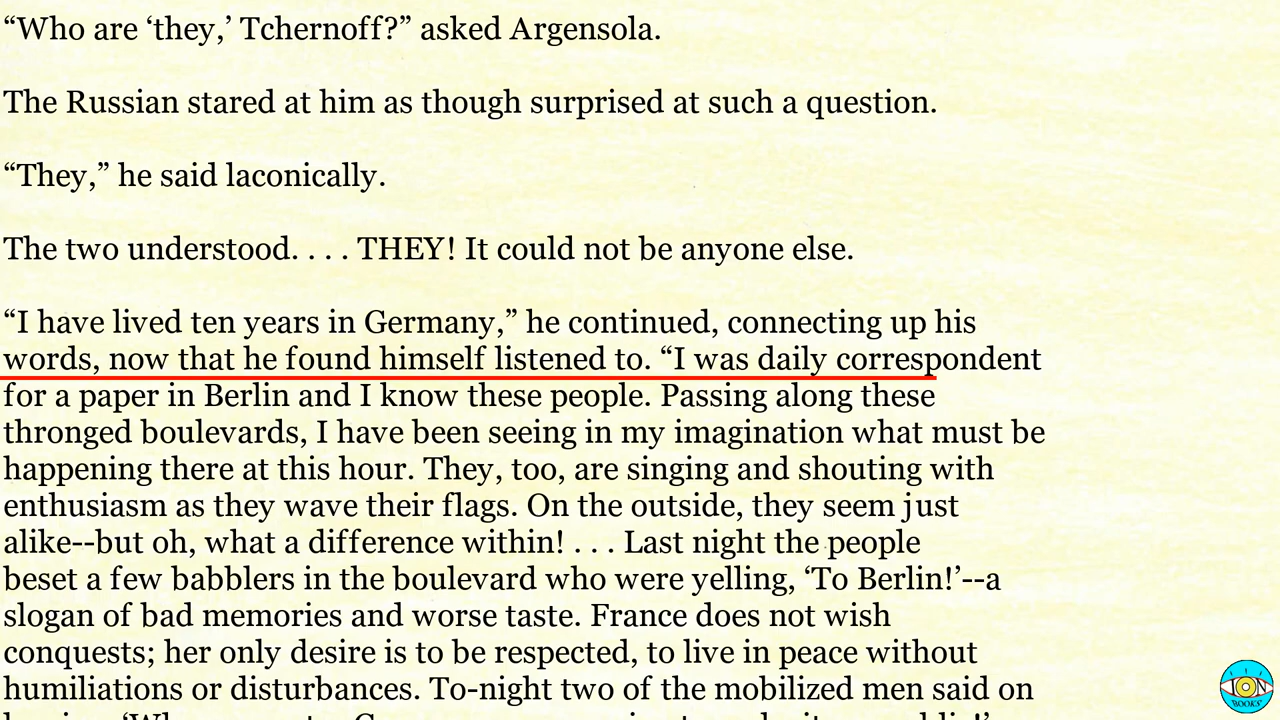 “Who are ‘they,’ Tchernoff?” asked Argensola.
The Russian stared at him as though surprised at such a question.
“They,” he said laconically.
The two understood. . . . THEY! It could not be anyone else.
“I have lived ten years in Germany,” he continued, connecting up his
words, now that he found himself listened to. “I was daily correspondent
for a paper in Berlin and I know these people. Passing along these
thronged boulevards, I have been seeing in my imagination what must be
happening there at this hour. They, too, are singing and shouting with
enthusiasm as they wave their flags. On the outside, they seem just
alike--but oh, what a difference within! . . . Last night the people
beset a few babblers in the boulevard who were yelling, ‘To Berlin!’--a
slogan of bad memories and worse taste. France does not wish
conquests; her only desire is to be respected, to live in peace without
humiliations or disturbances. To-night two of the mobilized men said on
ION
BOOKS